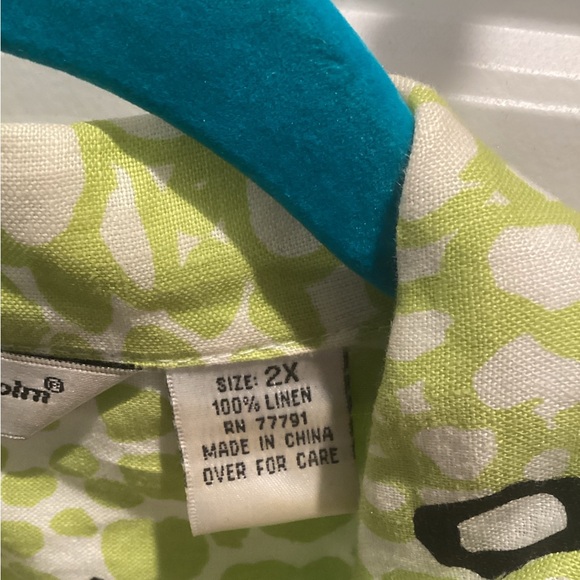 SIZE: 2X
100% LINEN
RN 77791
MADE IN CHINA
OVER FOR CARE